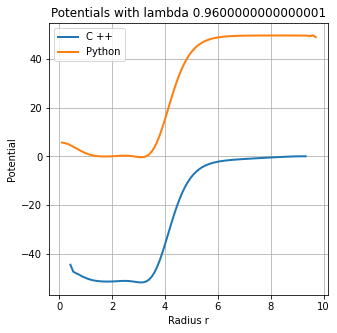 Potentials with lambda 0.9600000000000001
C ++
Python
40
20
0
−20
−40
Potential
0
2
4
6
8
10
Radius r